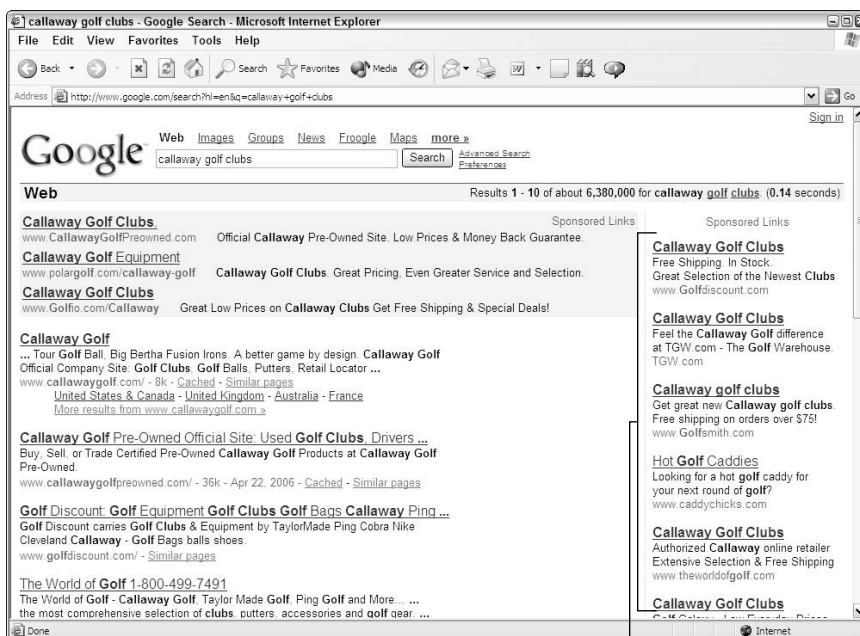 callaway golf clubs - Google Search - Microsoft Internet Explorer
File Edit View Favorites Tools Help
Back Search Favorites Media
Address http://www.google.com/search?hl=en&q=callaway+golf+clubs Go
Sign in
Google
Web Images Groups News Froogle Maps more »
callaway golf clubs Search Advanced Search
Preferences
Web Results 1 - 10 of about 6,380,000 for callaway golf clubs. (0.14 seconds)
Callaway Golf Clubs. Sponsored Links
www.CallawayGolfPreowned.com Official Callaway Pre-Owned Site. Low Prices & Money Back Guarantee.
Callaway Golf Equipment
www.polargolf.com/callaway-golf Callaway Golf Clubs. Great Pricing, Even Greater Service and Selection.
Callaway Golf Clubs
www.Golfio.com/Callaway Great Low Prices on Callaway Clubs Get Free Shipping & Special Deals!
Callaway Golf
... Tour Golf Ball, Big Bertha Fusion Irons. A better game by design. Callaway Golf
Official Company Site: Golf Clubs, Golf Balls, Putters, Retail Locator ...
www.callawaygolf.com/ - 8k - Cached - Similar pages
United States & Canada - United Kingdom - Australia - France
More results from www.callawaygolf.com »
Callaway Golf Pre-Owned Official Site: Used Golf Clubs, Drivers ...
Buy, Sell, or Trade Certified Pre-Owned Callaway Golf Products at Callaway Golf
Pre-Owned.
www.callawaygolfpreowned.com/ - 36k - Apr 22, 2006 - Cached - Similar pages
Golf Discount: Golf Equipment Golf Clubs Golf Bags Callaway Ping ...
Golf Discount carries Golf Clubs & Equipment by TaylorMade Ping Cobra Nike
Cleveland Callaway - Golf Bags balls shoes.
www.golfdiscount.com/ - Similar pages
The World of Golf 1-800-499-7491
The World of Golf - Callaway Golf, Taylor Made Golf, Ping Golf and More... ...
the most comprehensive selection of clubs, putters, accessories and golf gear. ...
Sponsored Links
Callaway Golf Clubs
Free Shipping. In Stock.
Great Selection of the Newest Clubs
www.Golfdiscount.com
Callaway Golf Clubs
Feel the Callaway Golf difference
at TGW.com - The Golf Warehouse.
TGW.com
Callaway golf clubs
Get great new Callaway golf clubs.
Free shipping on orders over $75!
www.Golfsmith.com
Hot Golf Caddies
Looking for a hot golf caddy for
your next round of golf?
www.caddychicks.com
Callaway Golf Clubs
Authorized Callaway online retailer
Extensive Selection & Free Shipping
www.theworldofgolf.com
Callaway Golf Clubs
Golf Galaxy - Low Everyday Prices
Done Internet